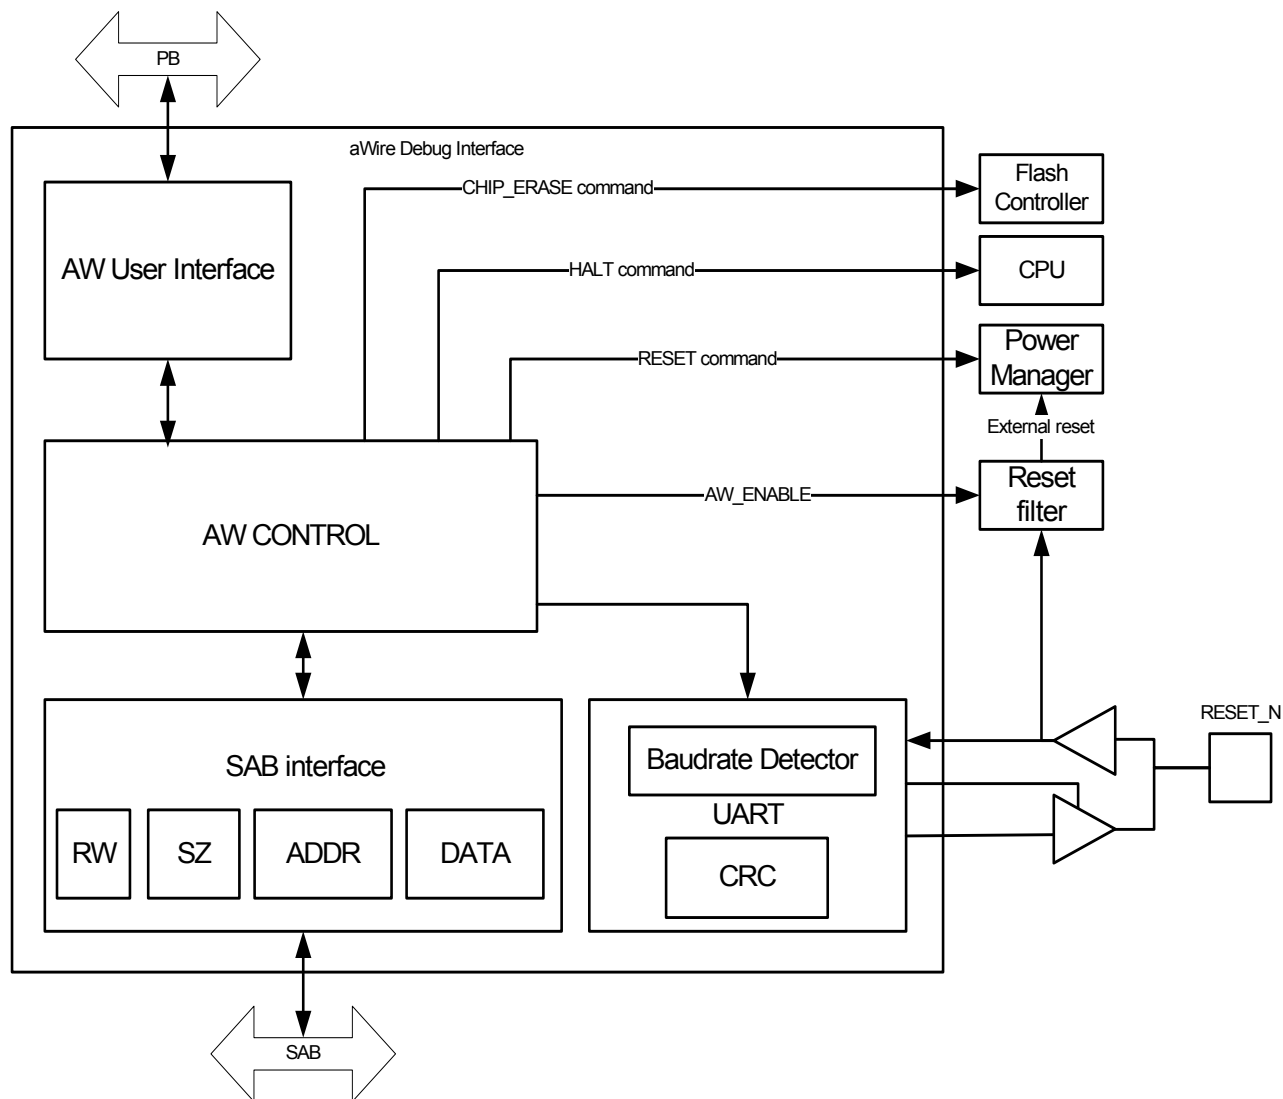 PB
aWire Debug Interface
CHIP_ERASE command
Flash
Controller
AW User Interface
HALT command
CPU
RESET command
Power
Manager
External reset
AW CONTROL
AW_ENABLE
Reset
filter
SAB interface
RW
SZ
ADDR
DATA
Baudrate Detector
UART
CRC
RESET_N
SAB